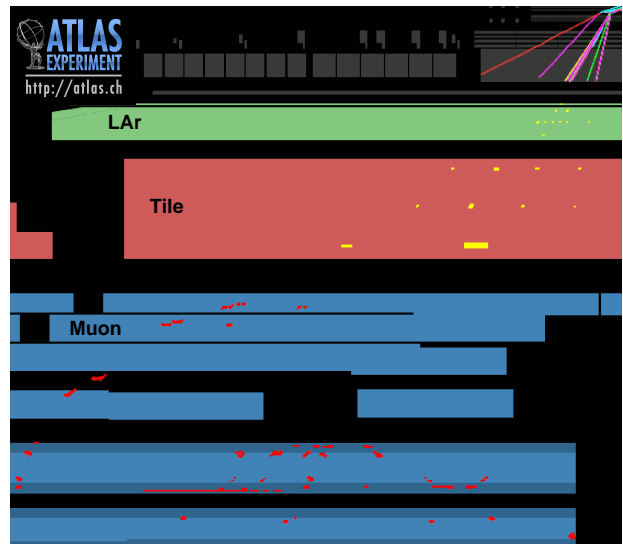 ATLAS
EXPERIMENT
http://atlas.ch
LAr
Tile
Muon